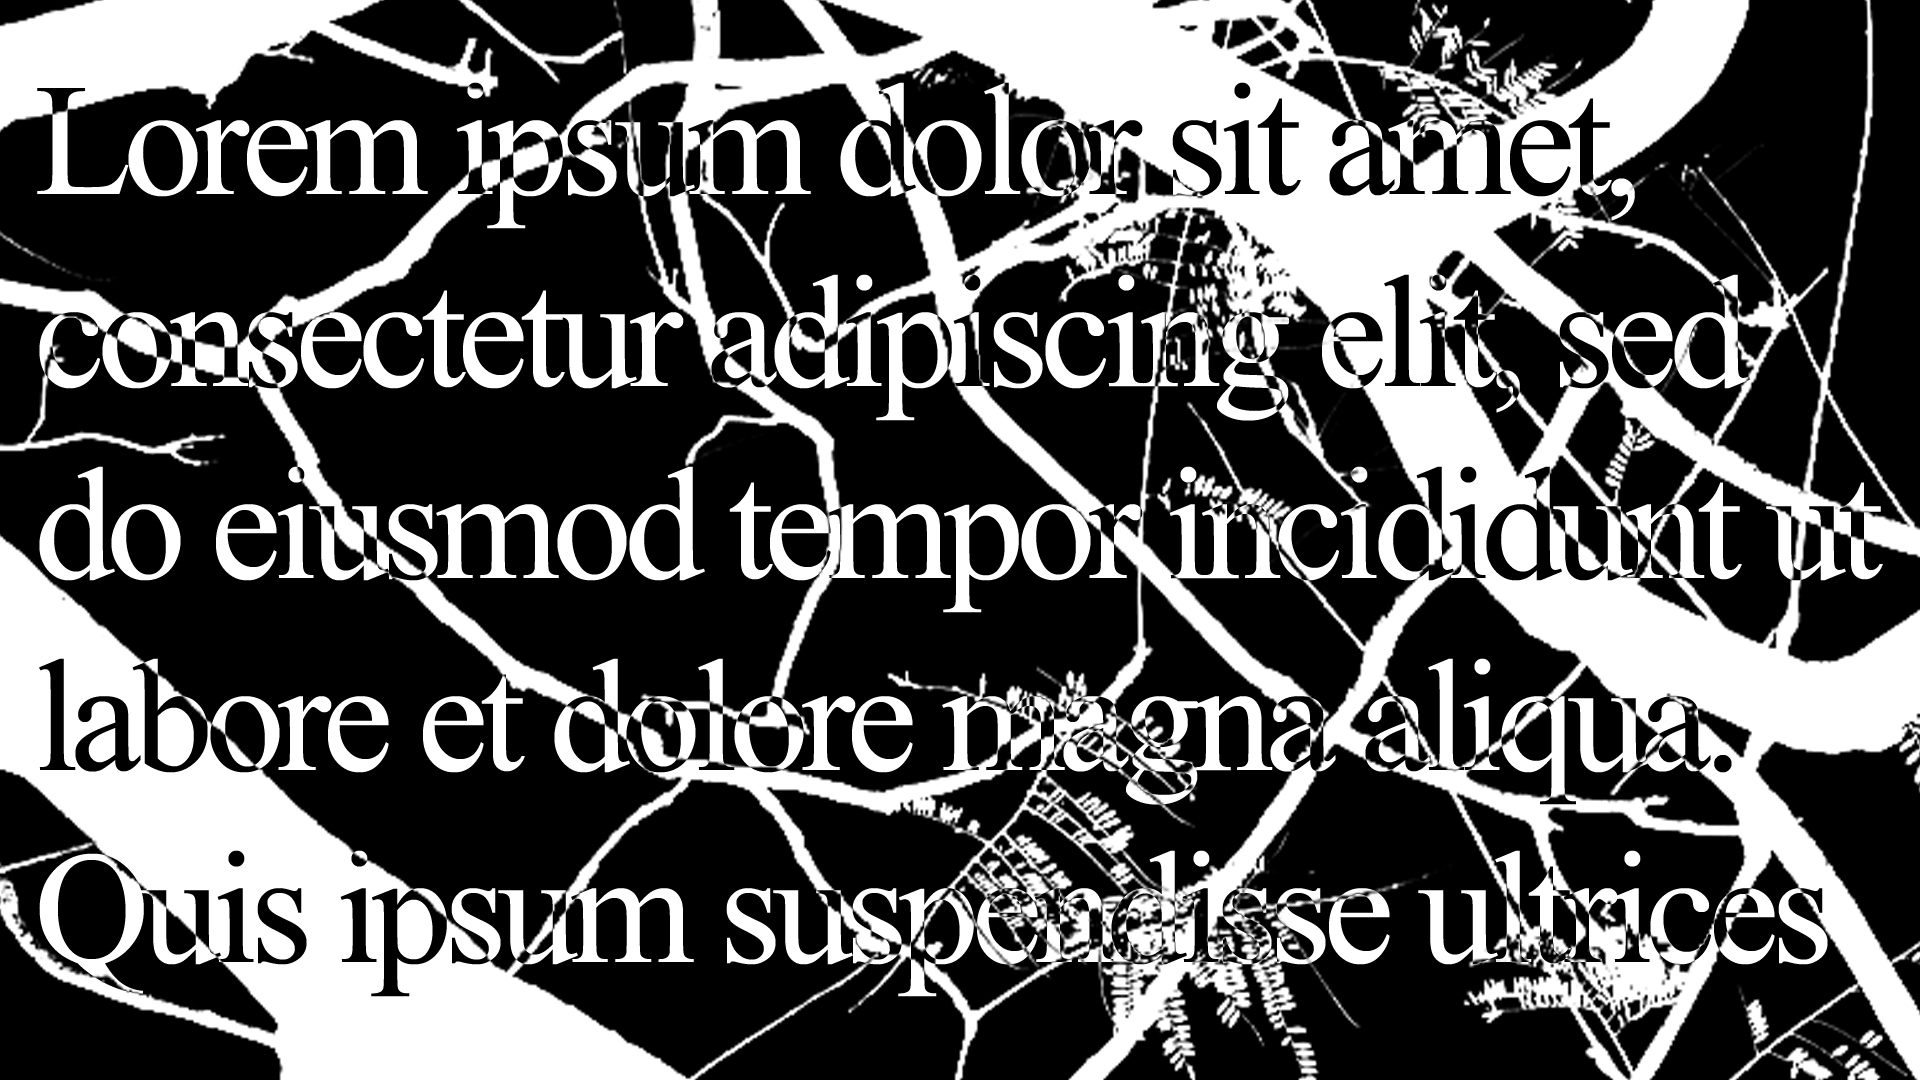 Lorem ipsum dolor sit amet,
consectetur adipiscing elit, sed
do eiusmod tempor incididunt ut
labore et dolore magna aliqua.
Quis ipsum suspendisse ultrices